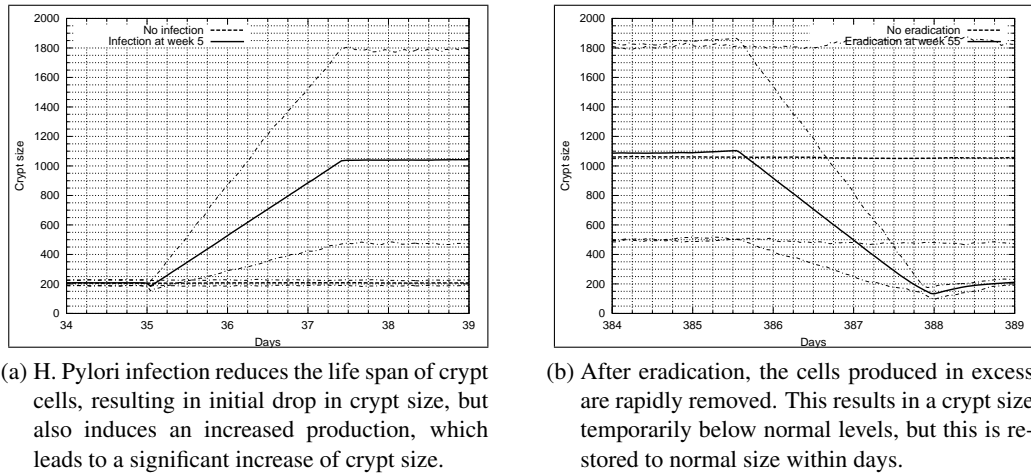 2000
1800
1600
1400
1200
1000
800
600
400
200
0
Crypt size
No infection
Infection at week 5
34 35 36 37 38 39
Days
2000
1800
1600
1400
1200
1000
800
600
400
200
0
Crypt size
No eradication
Eradication at week 55
384 385 386 387 388 389
Days
(a) H. Pylori infection reduces the life span of crypt
cells, resulting in initial drop in crypt size, but
also induces an increased production, which
leads to a significant increase of crypt size.
(b) After eradication, the cells produced in excess
are rapidly removed. This results in a crypt size
temporarily below normal levels, but this is re-
stored to normal size within days.